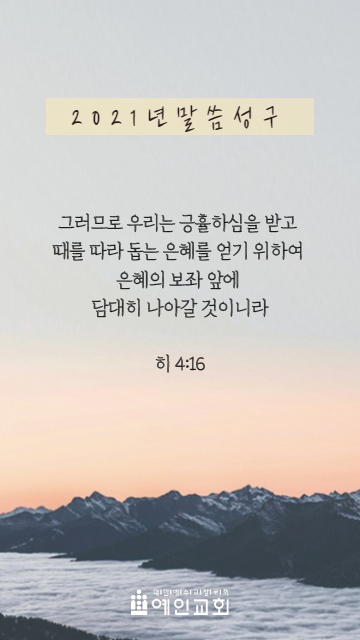 2021년말씀성구
그러므로 우리는 긍휼하심을 받고
때를 따라 돕는 은혜를 얻기 위하여
은혜의 보좌 앞에
담대히 나아갈 것이니라
히 4:16
예인교회